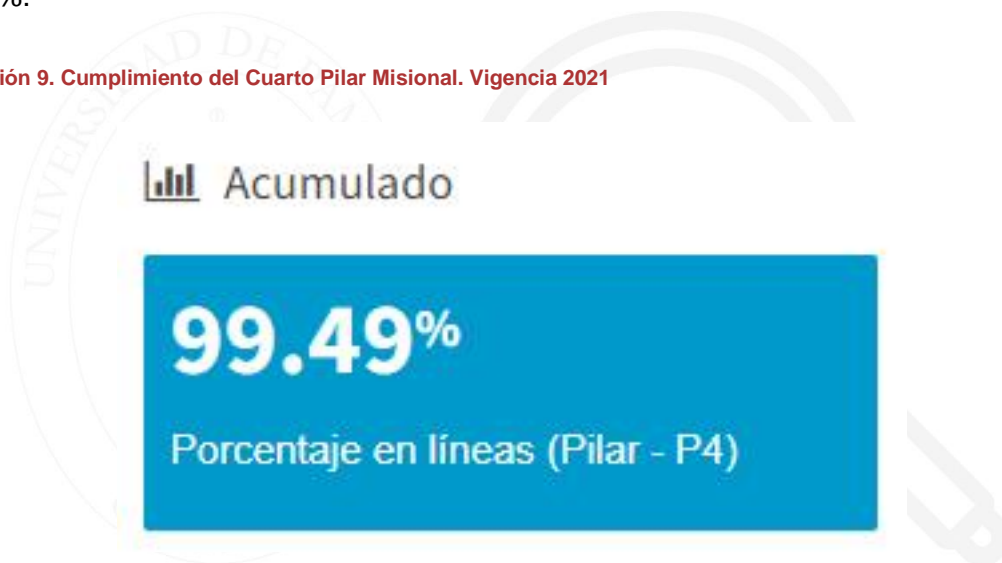 %.
ión 9. Cumplimiento del Cuarto Pilar Misional. Vigencia 2021
Acumulado
99.49%
Porcentaje en líneas (Pilar - P4)